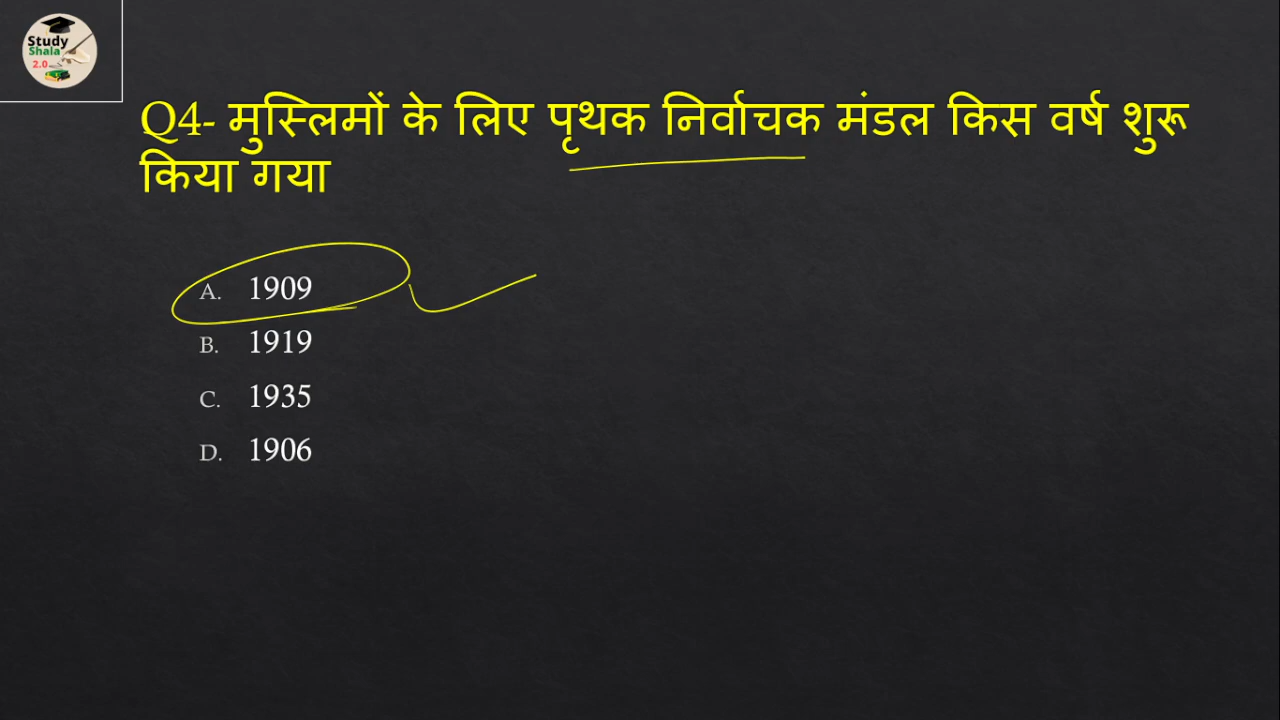 Study
Shala
2.0
Q4- मुस्लिमों के लिए पृथक निर्वाचक मंडल किस वर्ष शुरू
किया गया
A. 1909
B. 1919
C. 1935
D. 1906